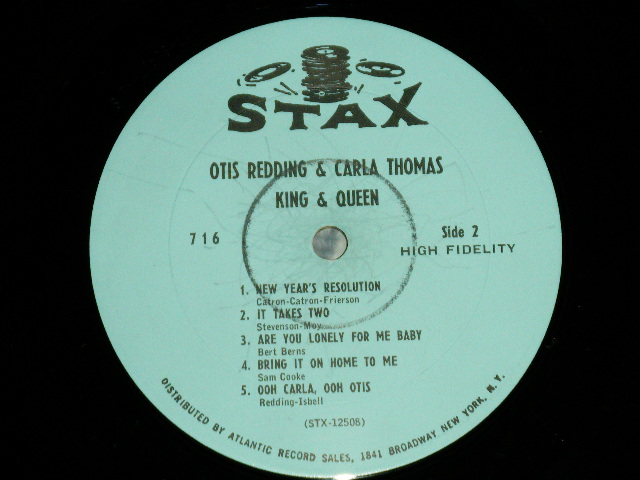 STAX
OTIS REDDING & CARLA THOMAS
KING & QUEEN
716
Side 2
HIGH FIDELITY
1. NEW YEAR'S RESOLUTION
Catron-Catron-Frierson
2. IT TAKES TWO
Stevenson-Moy
3. ARE YOU LONELY FOR ME BABY
Bert Berns
4. BRING IT ON HOME TO ME
Sam Cooke
5. OOH CARLA, OOH OTIS
Redding-Isbell
(STX-12508)
DISTRIBUTED BY ATLANTIC RECORD SALES, 1841 BROADWAY NEW YORK, N. Y.